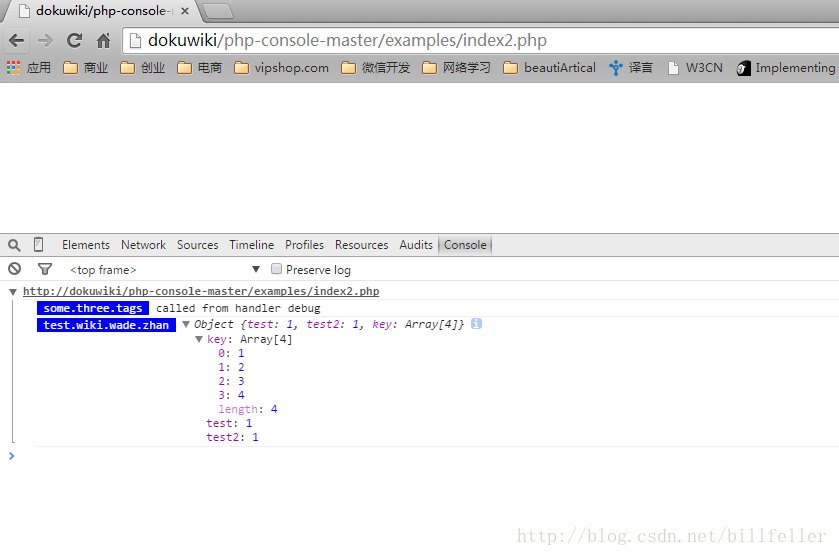 dokuwiki/php-console-
dokuwiki/php-console-master/examples/index2.php
应用 商业 创业 电商 vipshop.com 微信开发 网络学习 beautiArtical 译言 W3CN Implementing
Elements Network Sources Timeline Profiles Resources Audits Console
<top frame> Preserve log
http://dokuwiki/php-console-master/examples/index2.php
some.three.tags called from handler debug
test.wiki.wade.zhan Object {test: 1, test2: 1, key: Array[4]}
key: Array[4]
0: 1
1: 2
2: 3
3: 4
length: 4
test: 1
test2: 1
http://blog.csdn.net/billfeller